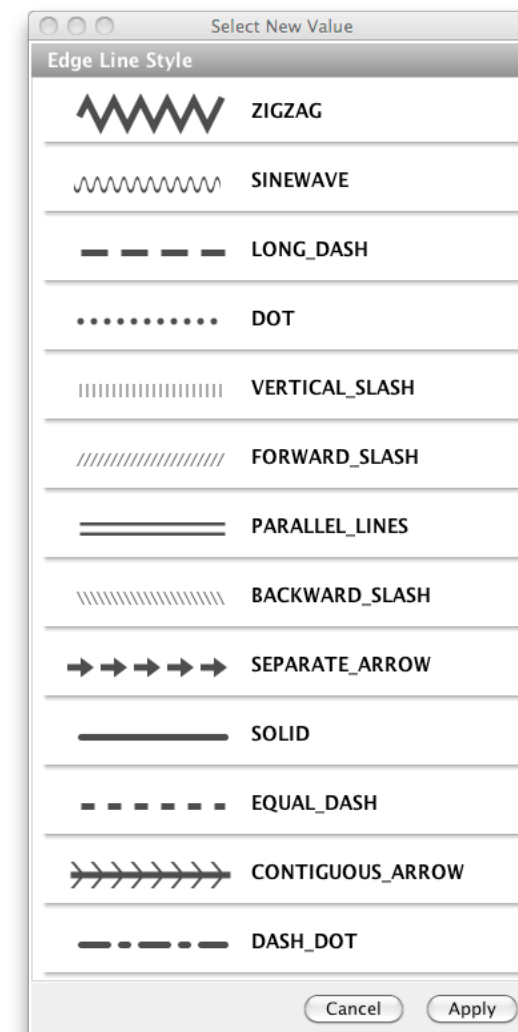 Select New Value
Edge Line Style
ZIGZAG
SINEWAVE
LONG_DASH
DOT
VERTICAL_SLASH
FORWARD_SLASH
PARALLEL_LINES
BACKWARD_SLASH
SEPARATE_ARROW
SOLID
EQUAL_DASH
CONTIGUOUS_ARROW
DASH_DOT
Cancel Apply